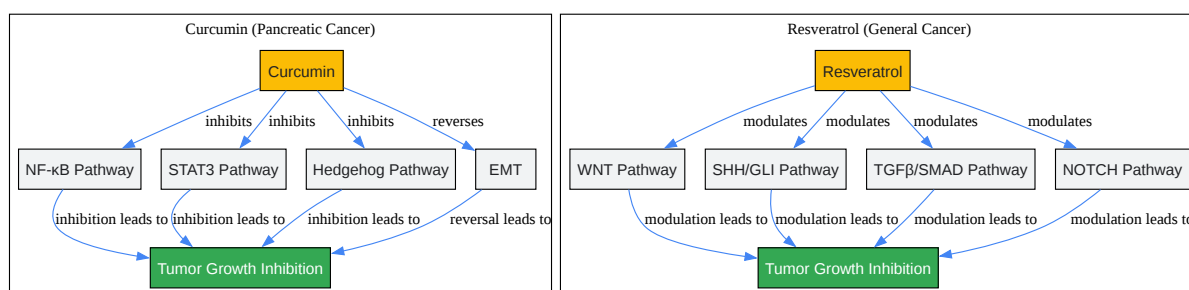 Curcumin (Pancreatic Cancer)
Curcumin
inhibits
inhibits
inhibits
reverses
NF-κB Pathway
STAT3 Pathway
Hedgehog Pathway
EMT
inhibition leads to
inhibition leads to
inhibition leads to
reversal leads to
Tumor Growth Inhibition
Resveratrol (General Cancer)
Resveratrol
modulates
modulates
modulates
modulates
WNT Pathway
SHH/GLI Pathway
TGFβ/SMAD Pathway
NOTCH Pathway
modulation leads to
modulation leads to
modulation leads to
modulation leads to
Tumor Growth Inhibition